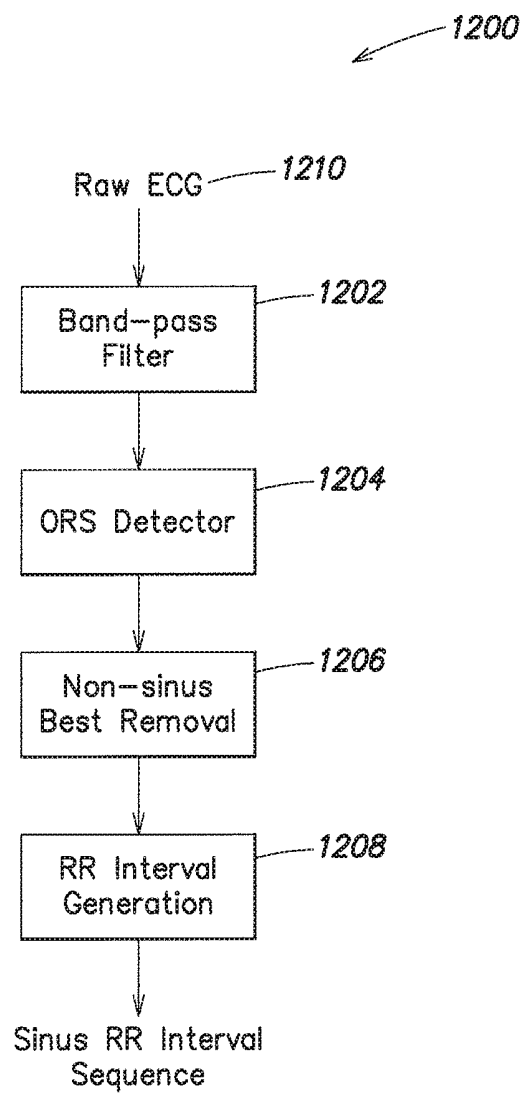 1200
Raw ECG 1210
1202
Band-pass
Filter
1204
ORS Detector
1206
Non-sinus
Best Removal
1208
RR Interval
Generation
Sinus RR Interval
Sequence